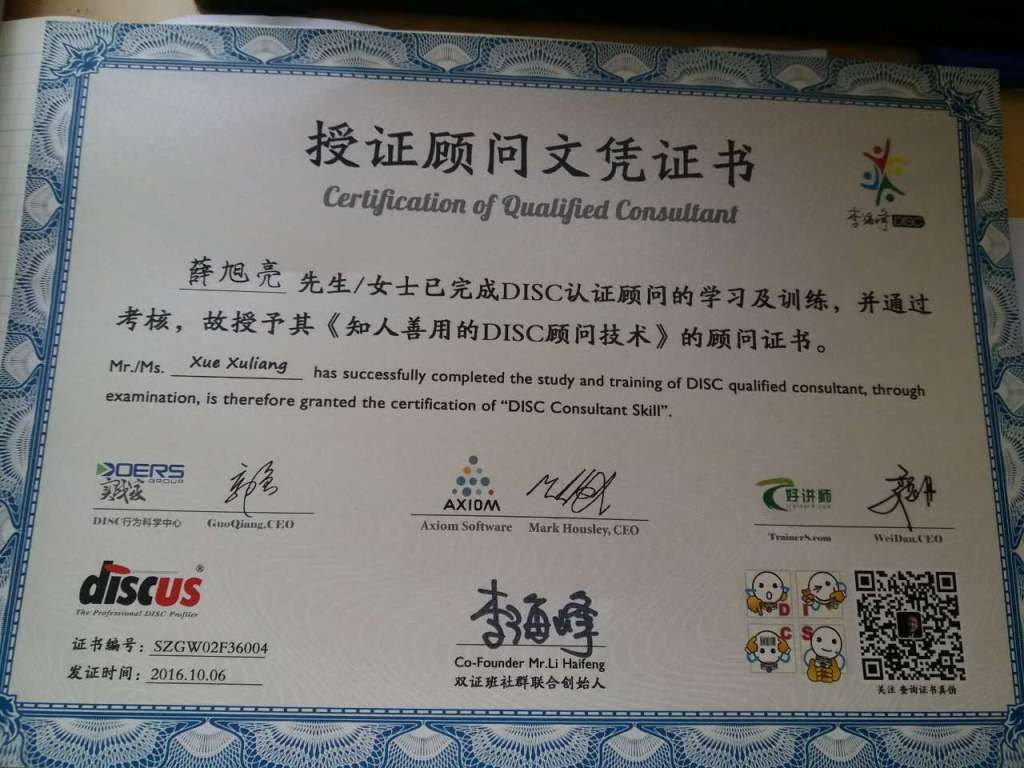 授证顾问文凭证书
Certification of Qualified Consultant
李海峰 DISC
薛旭亮 先生/女士已完成DISC认证顾问的学习及训练，并通过
考核，故授予其《知人善用的DISC顾问技术》的顾问证书。
Mr./Ms. Xue Xuliang has successfully completed the study and training of DISC qualified consultant, through
examination, is therefore granted the certification of “DISC Consultant Skill”.
DOERS
GROUP
DISC行为科学中心 GuoQiang,CEO
AXIOM
Axiom Software Mark Housley, CEO
好讲师
Trainer8.com WeiDan,CEO
discus®
The Professional DISC Profiler
证书编号：SZGW02F36004
发证时间：2016.10.06
李海峰
Co-Founder Mr.Li Haifeng
双证班社群联合创始人
D I
C S
关注 查询证书真伪